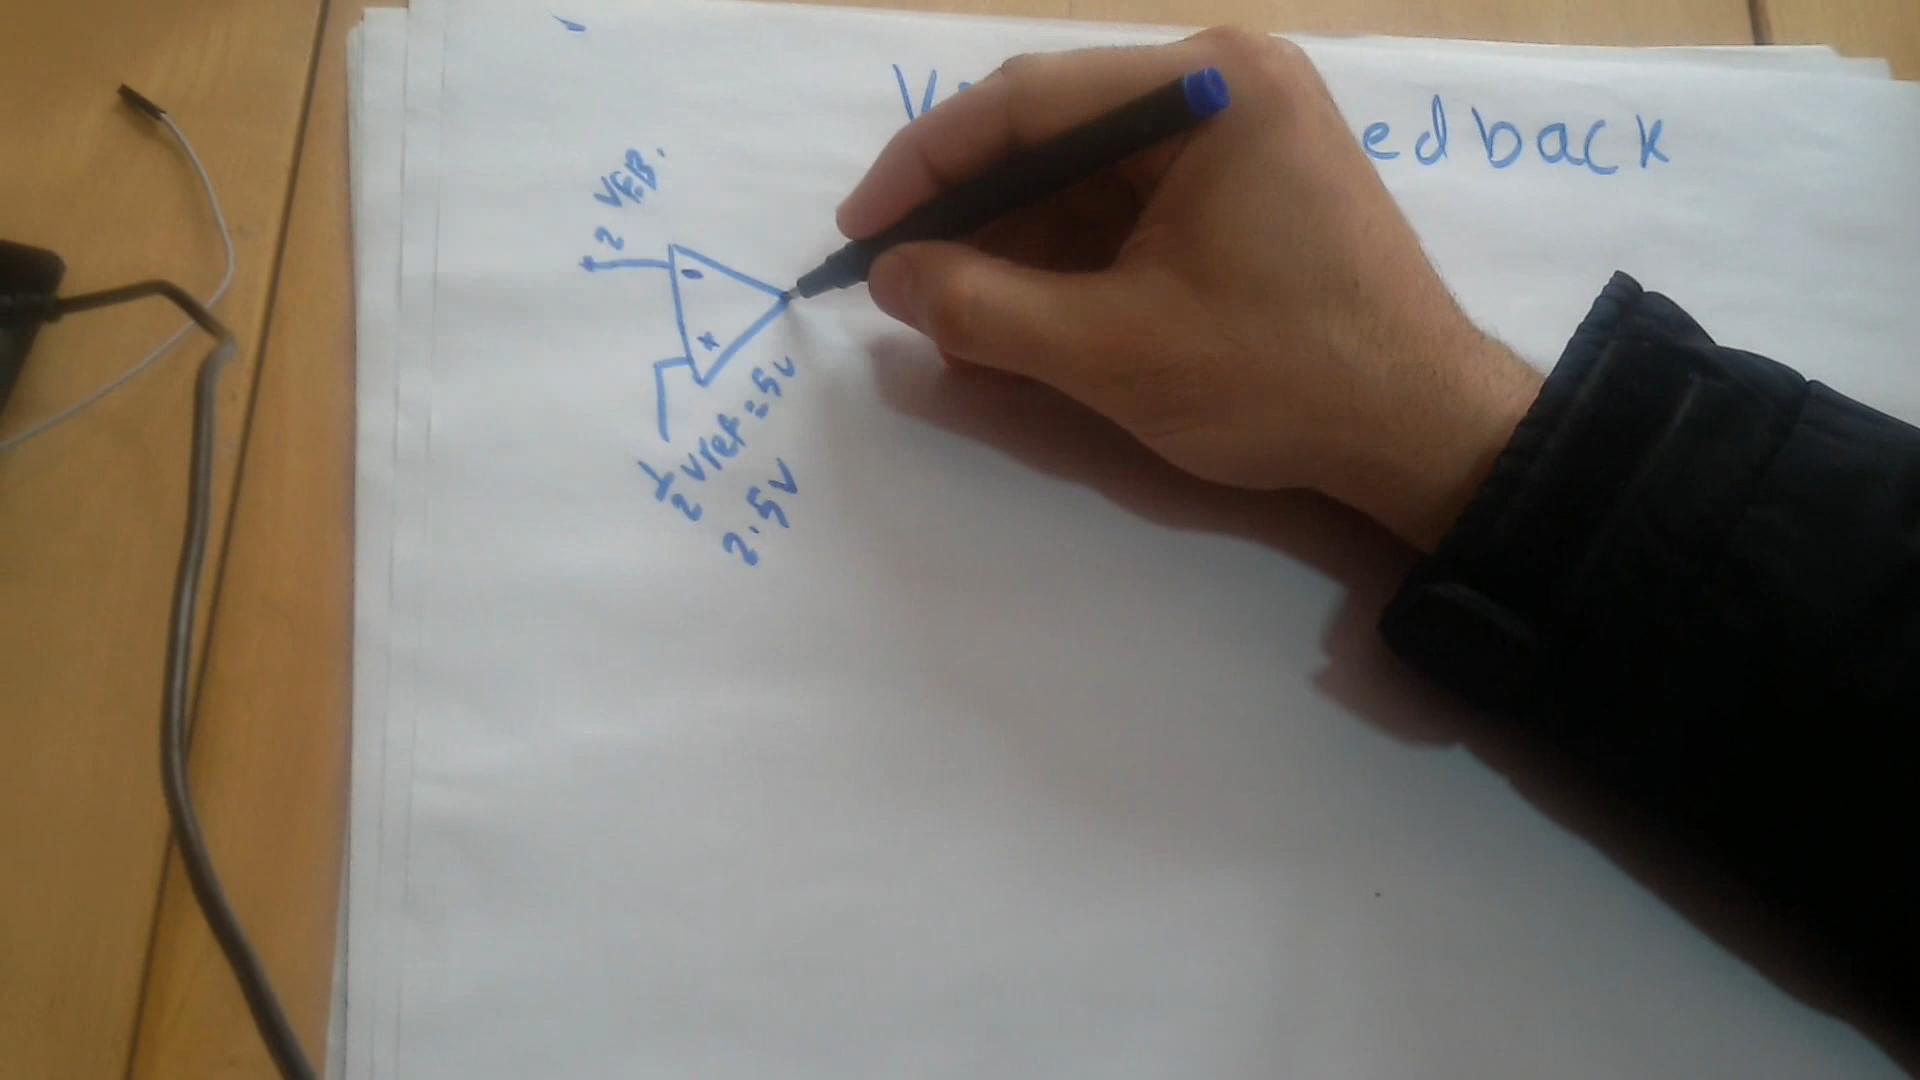 edback
2 VFB.
-
+
1/2 Vref = 5v
2.5V